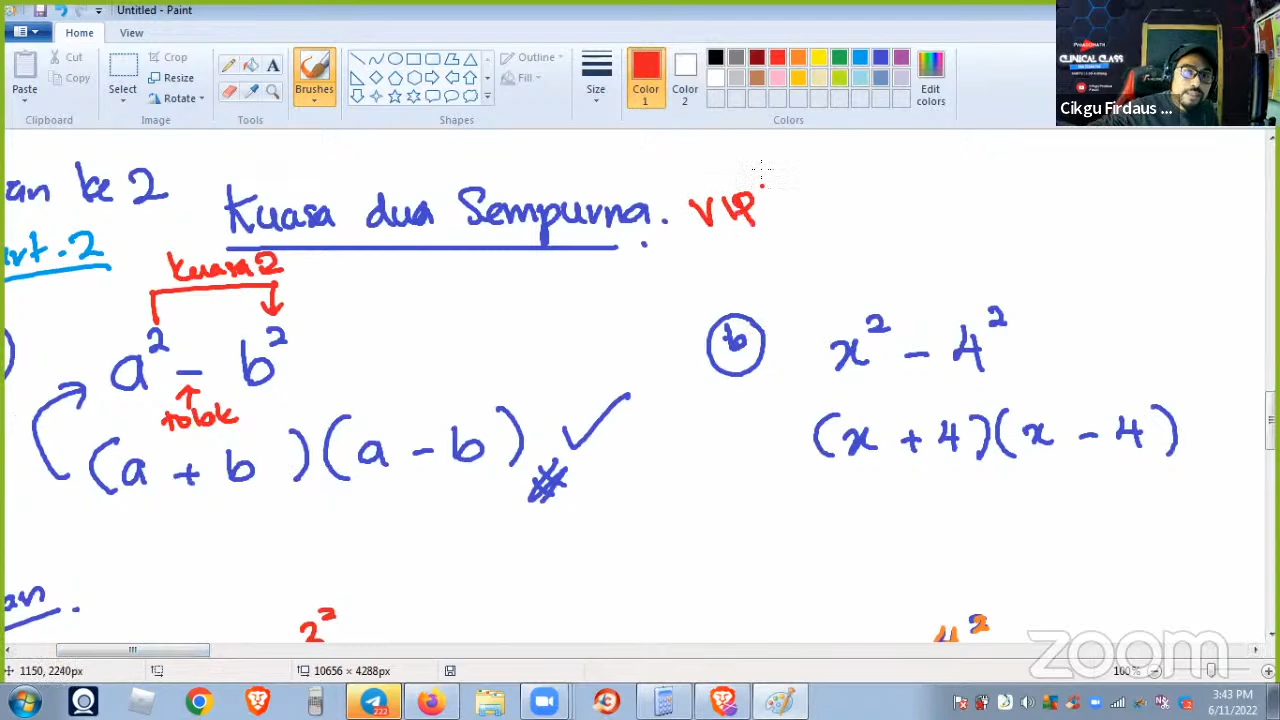 Untitled - Paint
Home View
Paste
Cut
Copy
Clipboard
Select
Crop
Resize
Rotate
Image
Tools
Brushes
Outline
Fill
Shapes
Size
Color 1
Color
Edit colors
Colors
CLINICAL CLASS
Cikgu Firdaus ...
an ke 2
Kuasa dua Sempurna. VIP
rt.2
kuasa 2
a² - b²
tolak
(a + b)(a - b)
b
x² - 4²
(x + 4)(x - 4)
an.
2²
4²
zoom
1150, 2240px
10656 × 4288px
100%
3:43 PM
6/11/2022